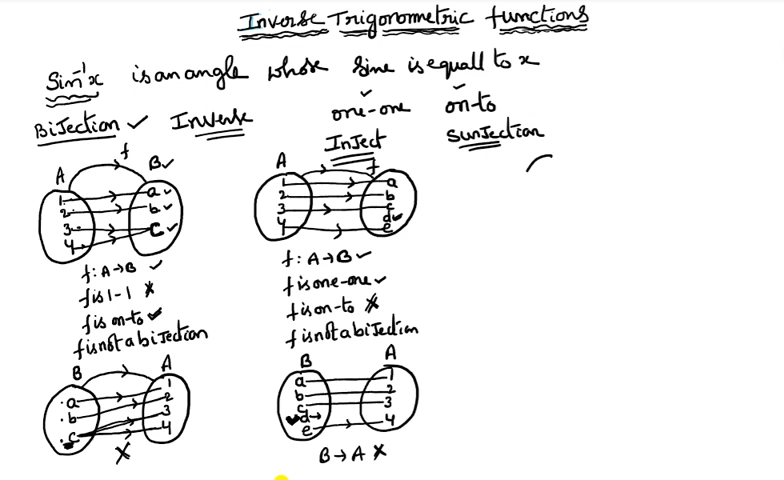 Inverse Trigonometric functions
Sin⁻¹x is an angle whose sine is equall to x
BiJection ✓ Inverse
one-one on-to
InJect SurJection
f
A B✓
1 a ✓
2 b ✓
3 c ✓
4
f: A→B ✓
f is 1-1 ✗
f is on-to ✓
f is not a biJection
A f
1 a
2 b
3 c
4 d ✓
e
f: A→B ✓
f is one-one ✓
f is on-to ✗
f is not a biJection
B A
a 1
b 2
c 3
4
✗
B A
a 1
b 2
c 3
✓ d→
e 4
B→A ✗